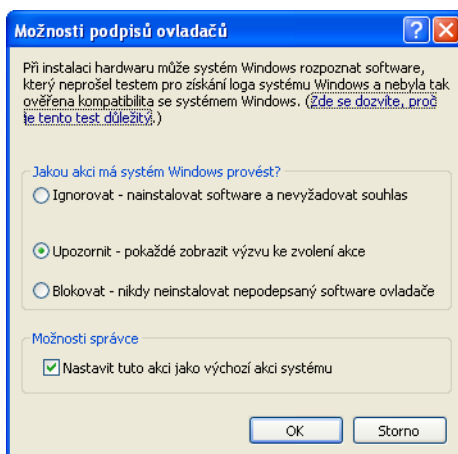 Možnosti podpisů ovladačů
Při instalaci hardwaru může systém Windows rozpoznat software,
který neprošel testem pro získání loga systému Windows a nebyla tak
ověřena kompatibilita se systémem Windows. (Zde se dozvíte, proč
je tento test důležitý.)
Jakou akci má systém Windows provést?
Ignorovat - nainstalovat software a nevyžadovat souhlas
Upozornit - pokaždé zobrazit výzvu ke zvolení akce
Blokovat - nikdy neinstalovat nepodepsaný software ovladače
Možnosti správce
Nastavit tuto akci jako výchozí akci systému
OK Storno